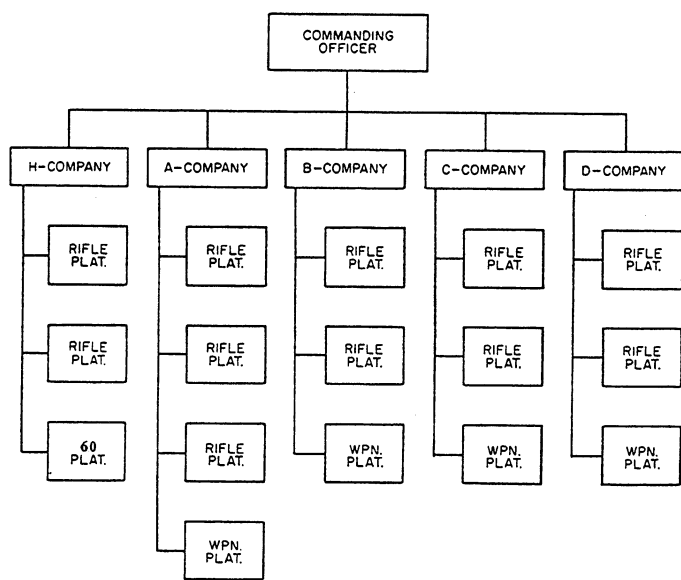 COMMANDING
OFFICER
H-COMPANY
A-COMPANY
B-COMPANY
C-COMPANY
D-COMPANY
RIFLE
PLAT.
RIFLE
PLAT.
RIFLE
PLAT.
RIFLE
PLAT.
RIFLE
PLAT.
RIFLE
PLAT.
RIFLE
PLAT.
RIFLE
PLAT.
RIFLE
PLAT.
RIFLE
PLAT.
60
PLAT.
RIFLE
PLAT.
WPN.
PLAT.
WPN.
PLAT.
WPN.
PLAT.
WPN.
PLAT.